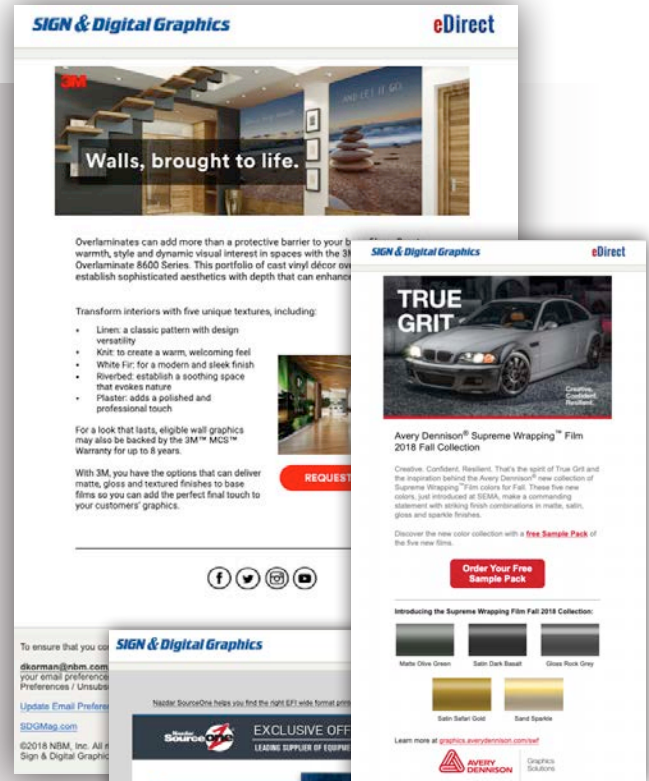 SIGN & Digital Graphics
eDirect
3M
AND LET IT GO
Walls, brought to life.
Overlaminates can add more than a protective barrier to your
warmth, style and dynamic visual interest in spaces with the
Overlaminate 8600 Series. This portfolio of cast vinyl décor
establish sophisticated aesthetics with depth that can enhance
Transform interiors with five unique textures, including:
• Linen: a classic pattern with design
versatility
• Knit: to create a warm, welcoming feel
• White Fir: for a modern and sleek finish
• Riverbed: establish a soothing space
that evokes nature
• Plaster: adds a polished and
professional touch
For a look that lasts, eligible wall graphics
may also be backed by the 3M™ MCS™
Warranty for up to 8 years.
With 3M, you have the options that can deliver
matte, gloss and textured finishes to base
films so you can add the perfect final touch to
your customers' graphics.
REQUEST
To ensure that you
dkorman@nbm.com
your email preference
Preferences /
Update Email
SDGMag.com
©2018 NBM, Inc. All
Sign & Digital
SIGN & Digital Graphics
Nazdar SourceOne helps you find the right EFI wide format
Nazdar
SourceOne
EXCLUSIVE
LEADING SUPPLIER OF
SIGN & Digital Graphics
eDirect
TRUE
GRIT
Creative.
Confident.
Resilient.
Avery Dennison® Supreme Wrapping™ Film
2018 Fall Collection
Creative. Confident. Resilient. That's the spirit of True Grit and
the inspiration behind the Avery Dennison® new collection of
Supreme Wrapping™Film colors for Fall. These five new
colors, just introduced at SEMA, make a commanding
statement with striking finish combinations in matte, satin,
gloss and sparkle finishes.
Discover the new color collection with a free Sample Pack of
the five new films.
Order Your Free
Sample Pack
Introducing the Supreme Wrapping Film Fall 2018 Collection:
Matte Olive Green
Satin Dark Basalt
Gloss Rock Grey
Satin Safari Gold
Sand Sparkle
Learn more at graphics.averydennison.com/swf
AVERY
DENNISON
Graphics
Solutions